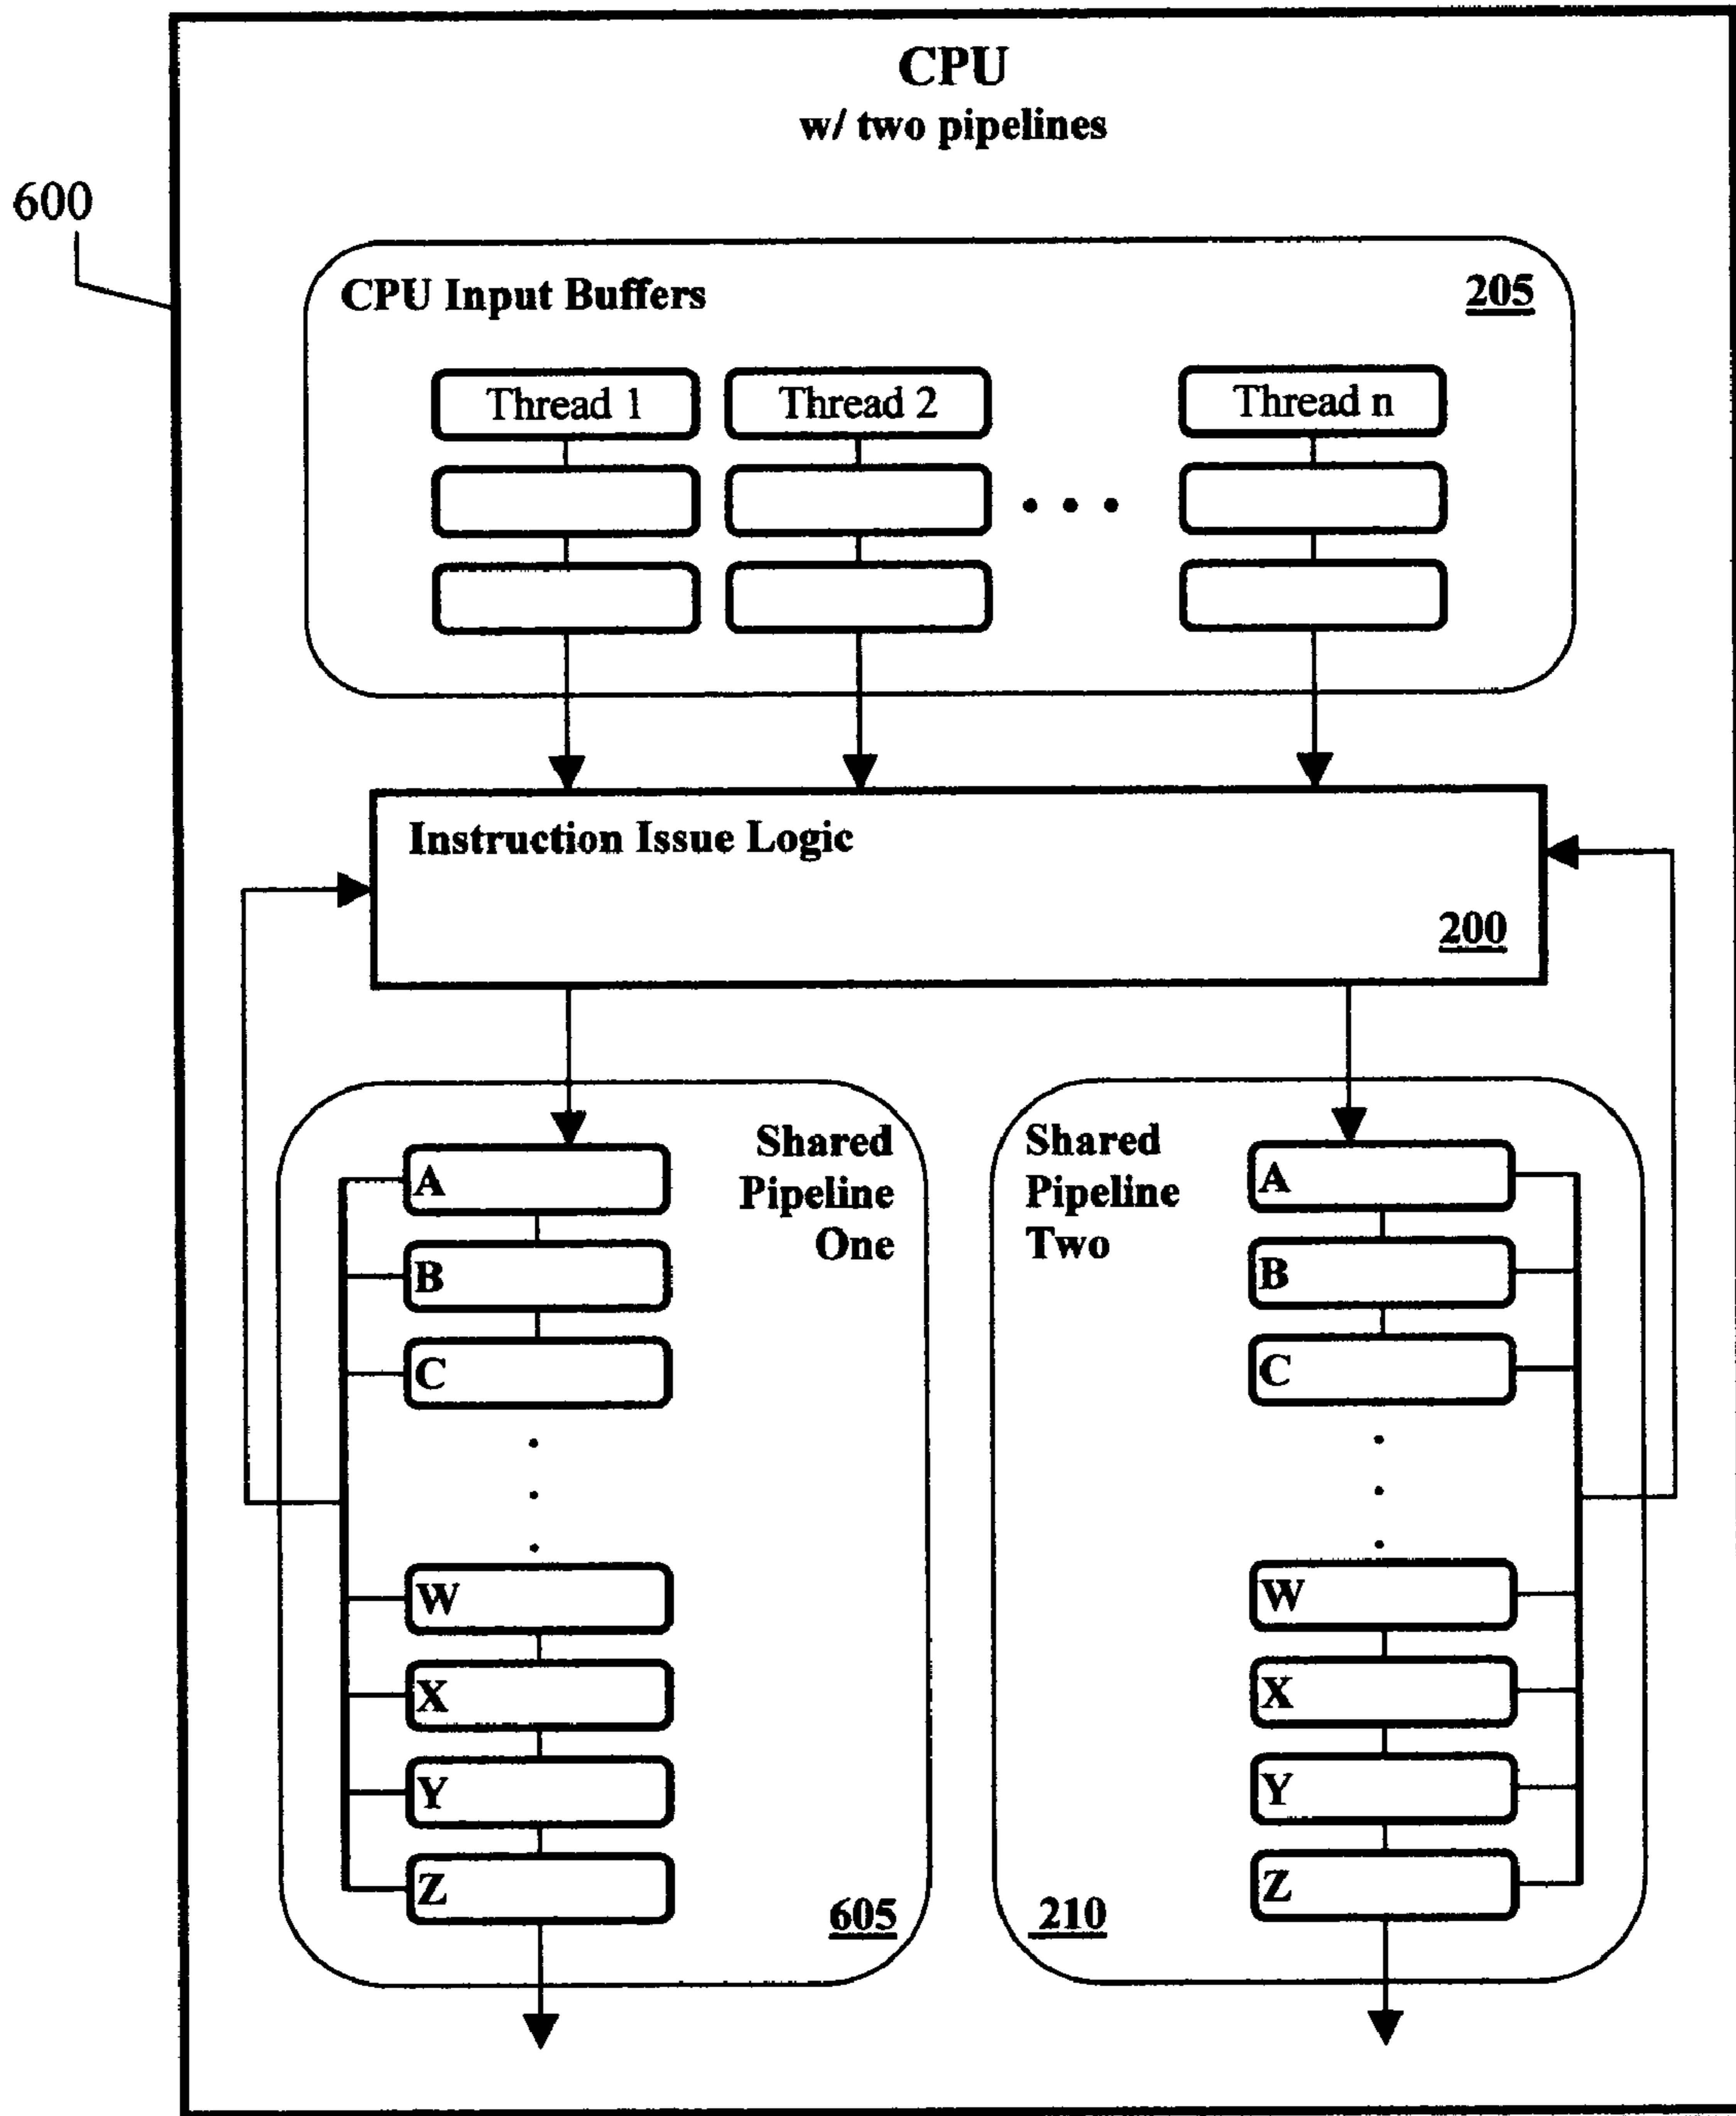 CPU
w/ two pipelines
600
CPU Input Buffers
205
Thread 1
Thread 2
Thread n
Instruction Issue Logic
200
Shared
Pipeline
One
A
B
C
W
X
Y
Z
605
Shared
Pipeline
Two
A
B
C
W
X
Y
Z
210